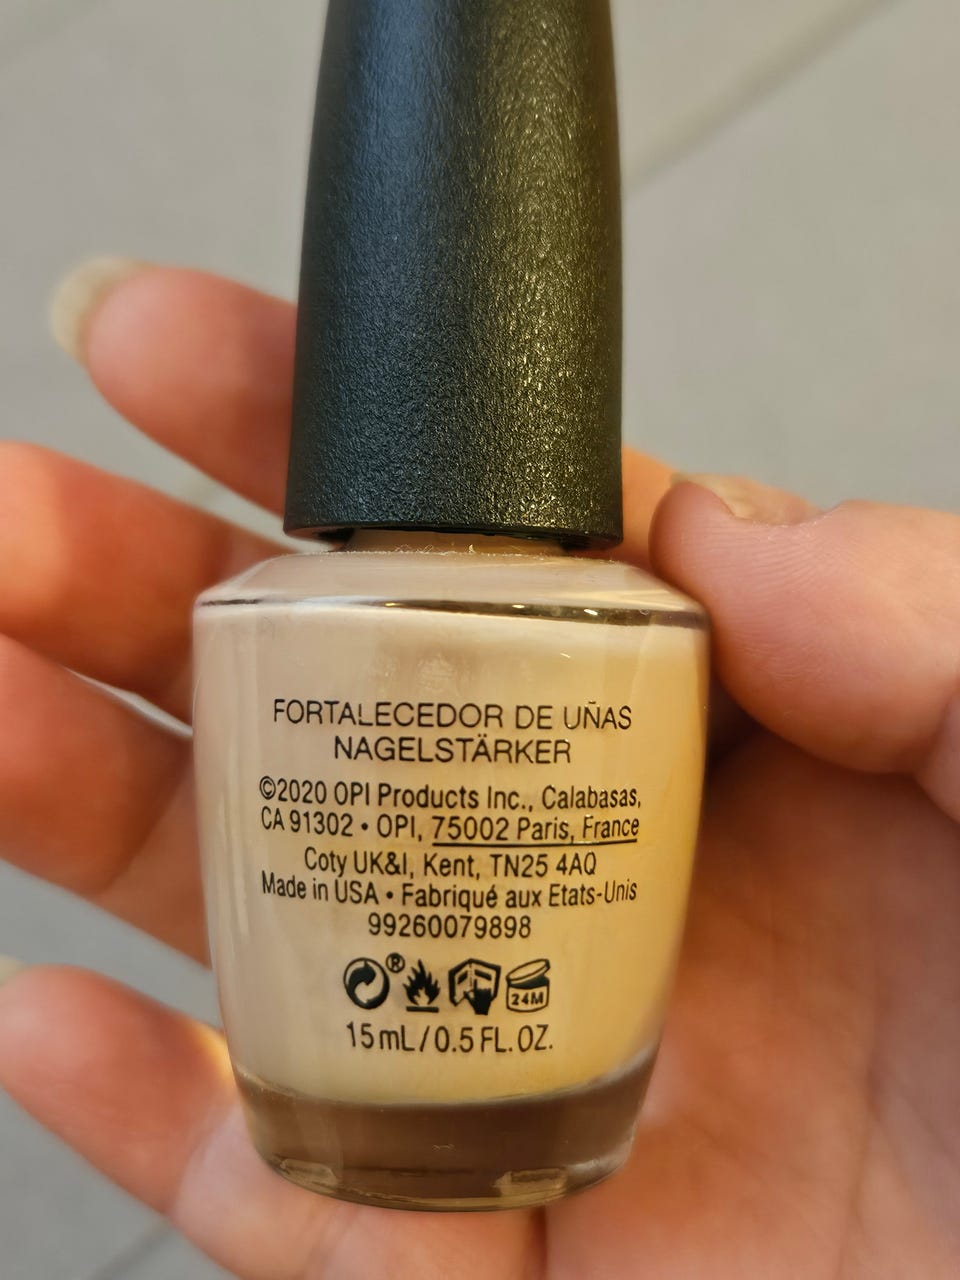 FORTALECEDOR DE UÑAS
NAGELSTÄRKER
©2020 OPI Products Inc., Calabasas,
CA 91302 • OPI, 75002 Paris, France
Coty UK&I, Kent, TN25 4AQ
Made in USA • Fabriqué aux Etats-Unis
99260079898
® 24M
15 mL / 0.5 FL. OZ.